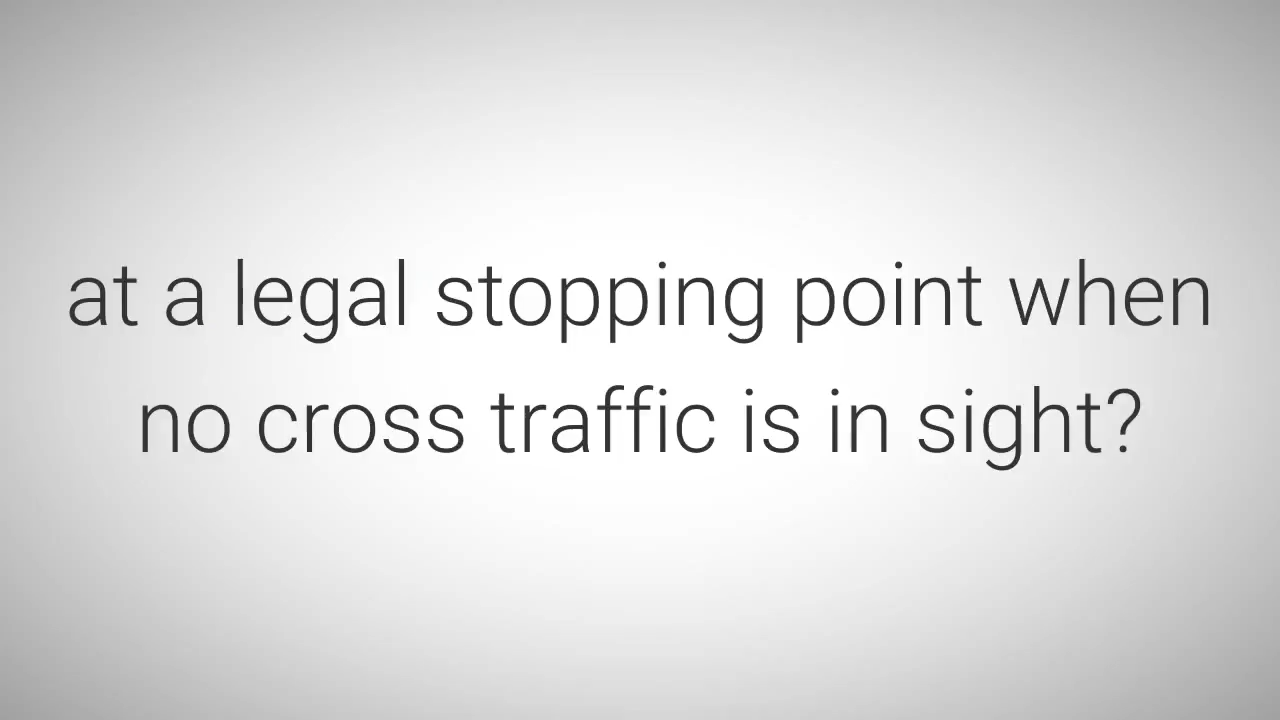 at a legal stopping point when
no cross traffic is in sight?